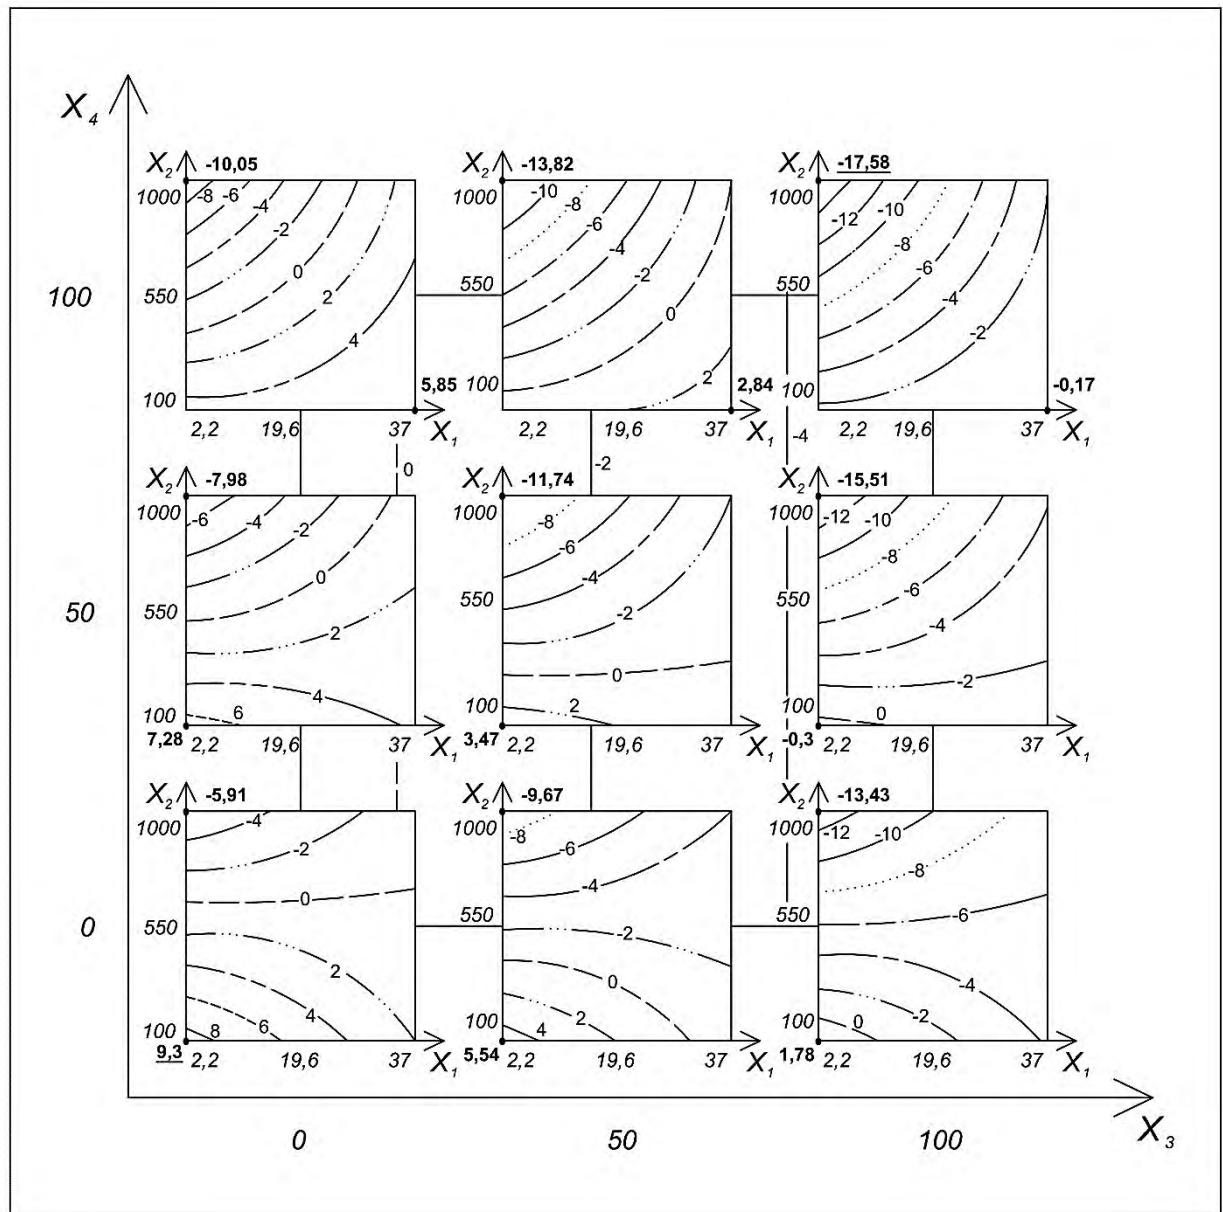 X4
X2 -10,05 X2 -13,82 X2 -17,58
1000 -8 -6 -4 -2 0 2 4
1000 -10 -8 -6 -4 -2 0 2
1000 -12 -10 -8 -6 -4 -2
100 550 550 550
100 5,85 100 2,84 100 -0,17
2,2 19,6 37 X1 2,2 19,6 37 X1 -4 2,2 19,6 37 X1
0 -2
X2 -7,98 X2 -11,74 X2 -15,51
1000 -6 -4 -2 0 2 4 6
1000 -8 -6 -4 -2 0 2
1000 -12 -10 -8 -6 -4 -2 0
50 550 550 550
100 100 100
7,28 2,2 19,6 37 X1 3,47 2,2 19,6 37 X1 -0,3 2,2 19,6 37 X1
X2 -5,91 X2 -9,67 X2 -13,43
1000 -4 -2 0 2 4 6 8
1000 -8 -6 -4 -2 0 2 4
1000 -12 -10 -8 -6 -4 -2 0
0 550 550 550
100 100 100
9,3 2,2 19,6 37 X1 5,54 2,2 19,6 37 X1 1,78 2,2 19,6 37 X1
0 50 100 X3